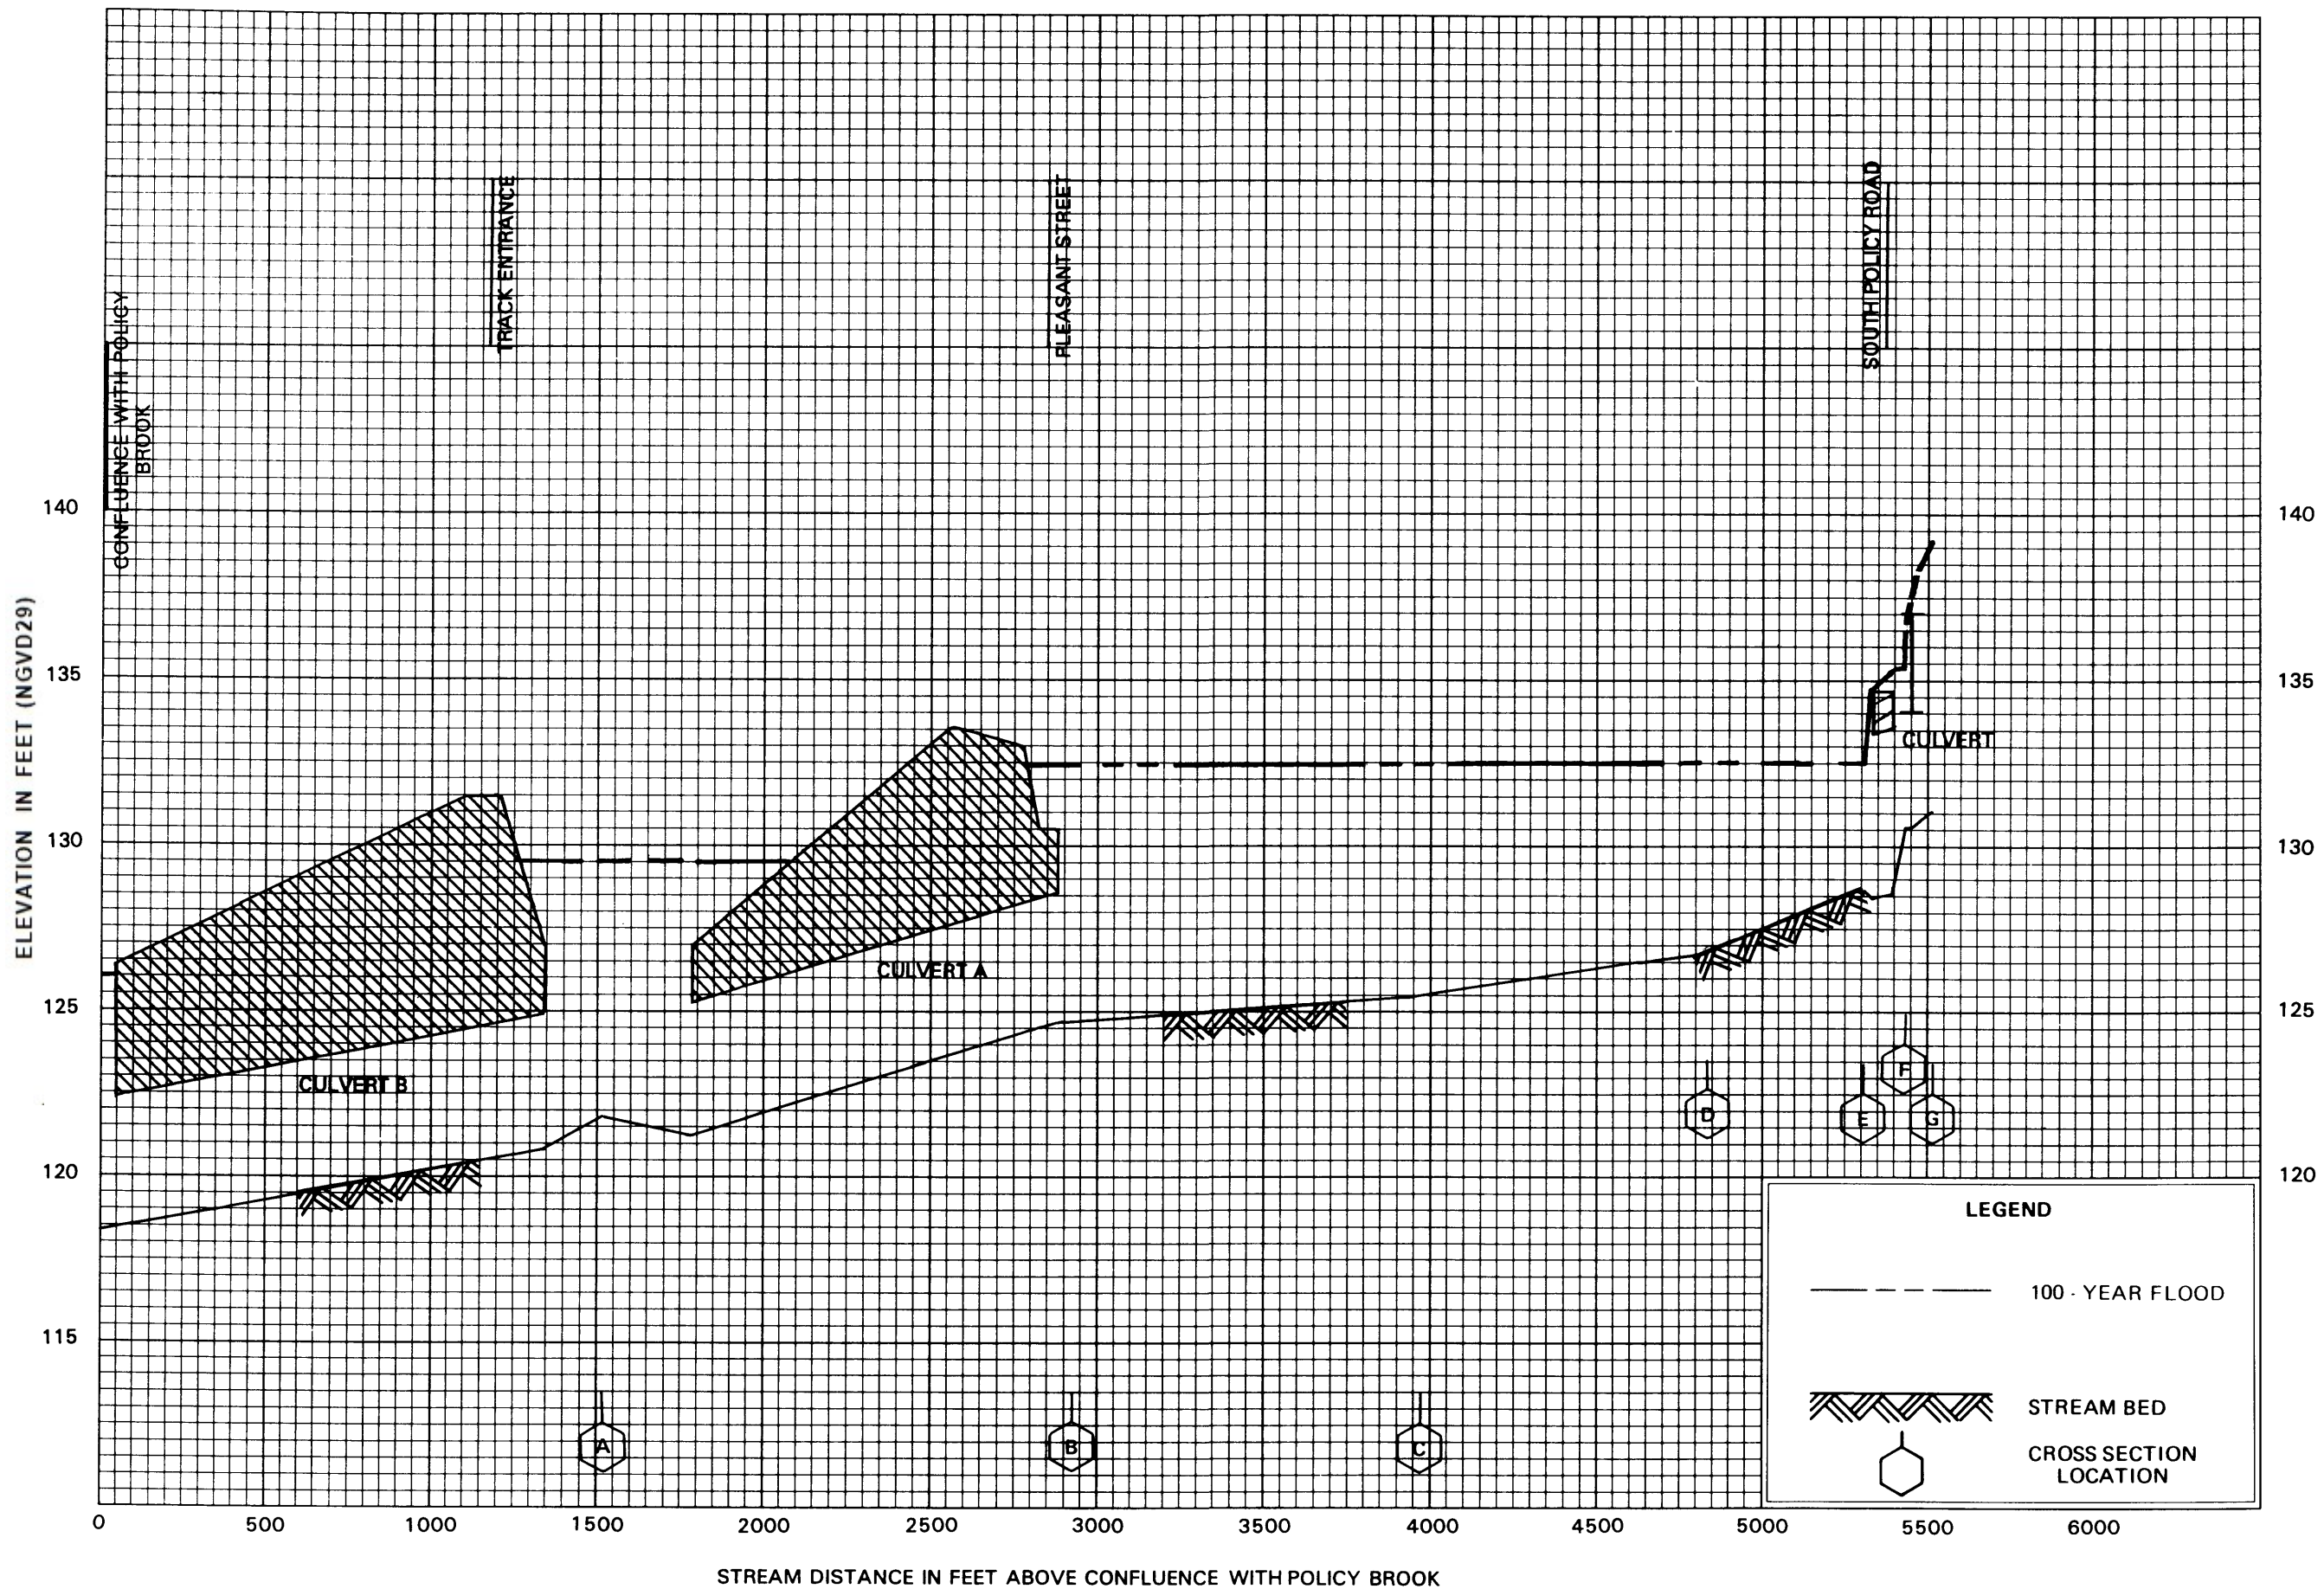 TRACK ENTRANCE
PLEASANT STREET
SOUTH POLICY ROAD
CONFLUENCE WITH POLICY
BROOK
140
140
ELEVATION IN FEET (NGVD29)
135
135
CULVERT
130
130
CULVERT A
125
125
CULVERT B
F
D
E
G
120
120
LEGEND
100 - YEAR FLOOD
115
STREAM BED
A
B
C
CROSS SECTION
LOCATION
0
500
1000
1500
2000
2500
3000
3500
4000
4500
5000
5500
6000
STREAM DISTANCE IN FEET ABOVE CONFLUENCE WITH POLICY BROOK